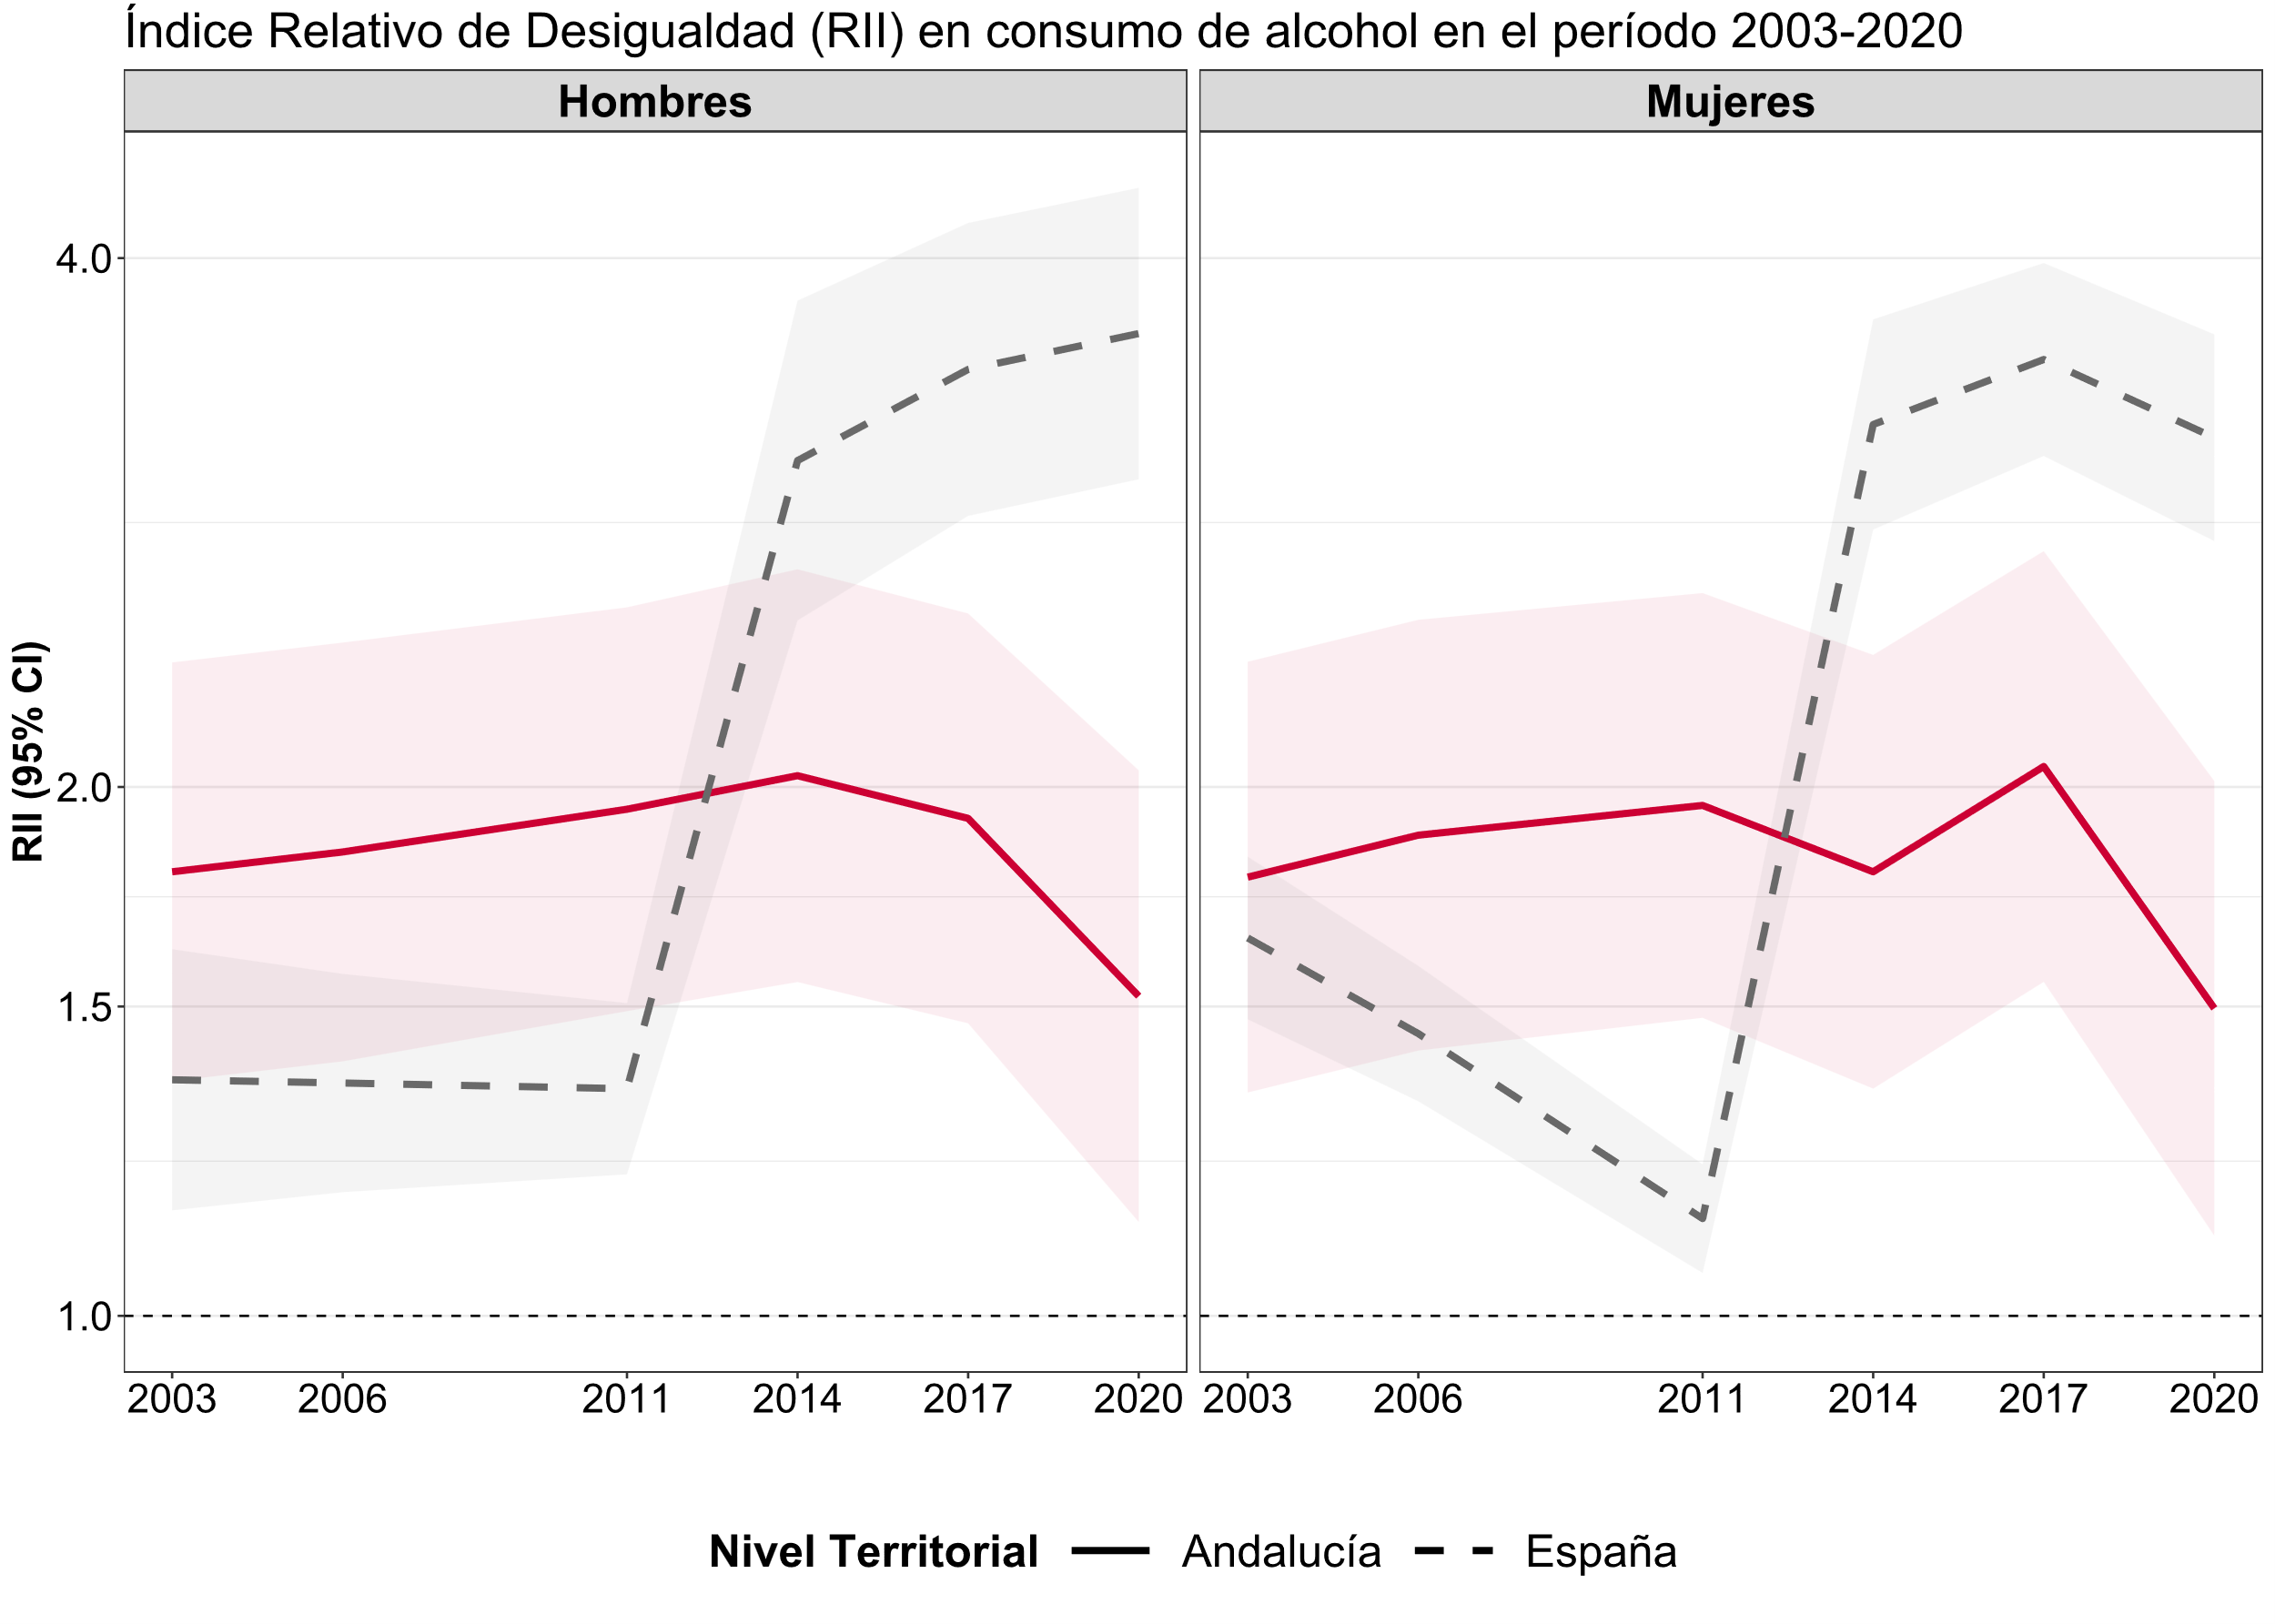 Índice Relativo de Desigualdad (RII) en consumo de alcohol en el período 2003-2020
Hombres
Mujeres
RII (95% CI)
4.0
2.0
1.5
1.0
2003 2006 2011 2014 2017 2020
2003 2006 2011 2014 2017 2020
Nivel Territorial Andalucía España